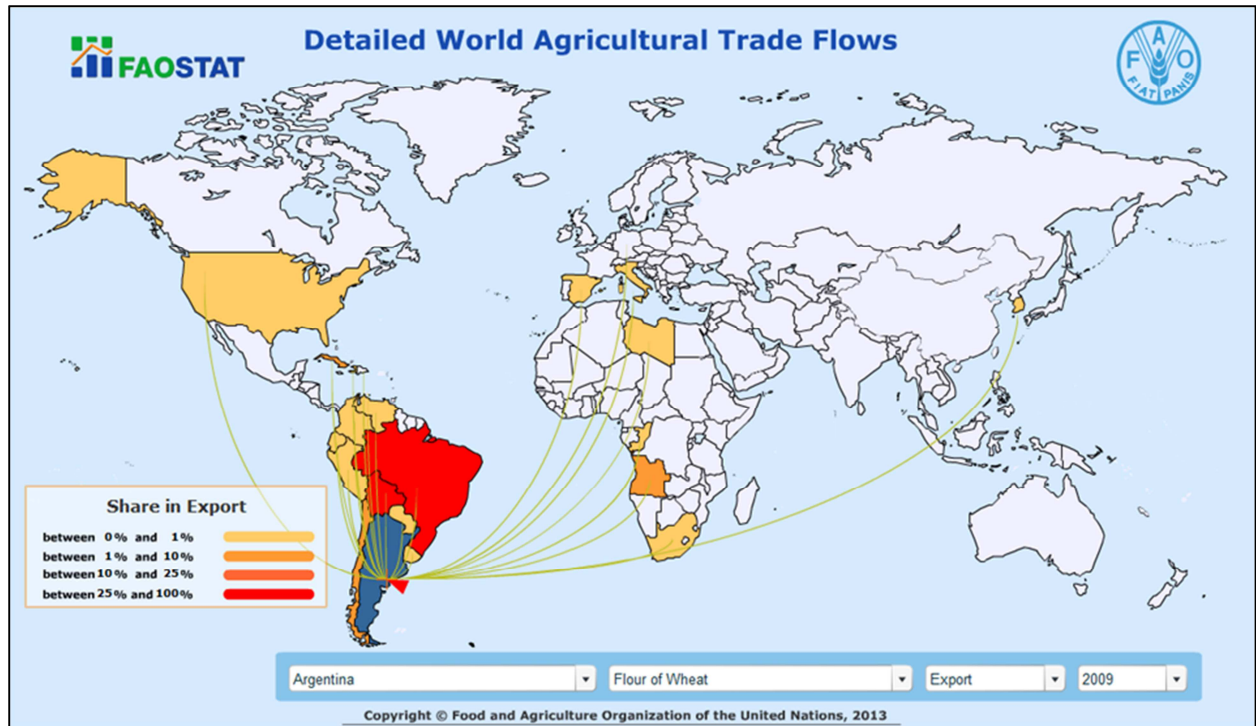 Detailed World Agricultural Trade Flows
FAOSTAT
F A O
FIAT PANIS
Share in Export
between 0% and 1%
between 1% and 10%
between 10% and 25%
between 25% and 100%
Argentina
Flour of Wheat
Export
2009
Copyright © Food and Agriculture Organization of the United Nations, 2013